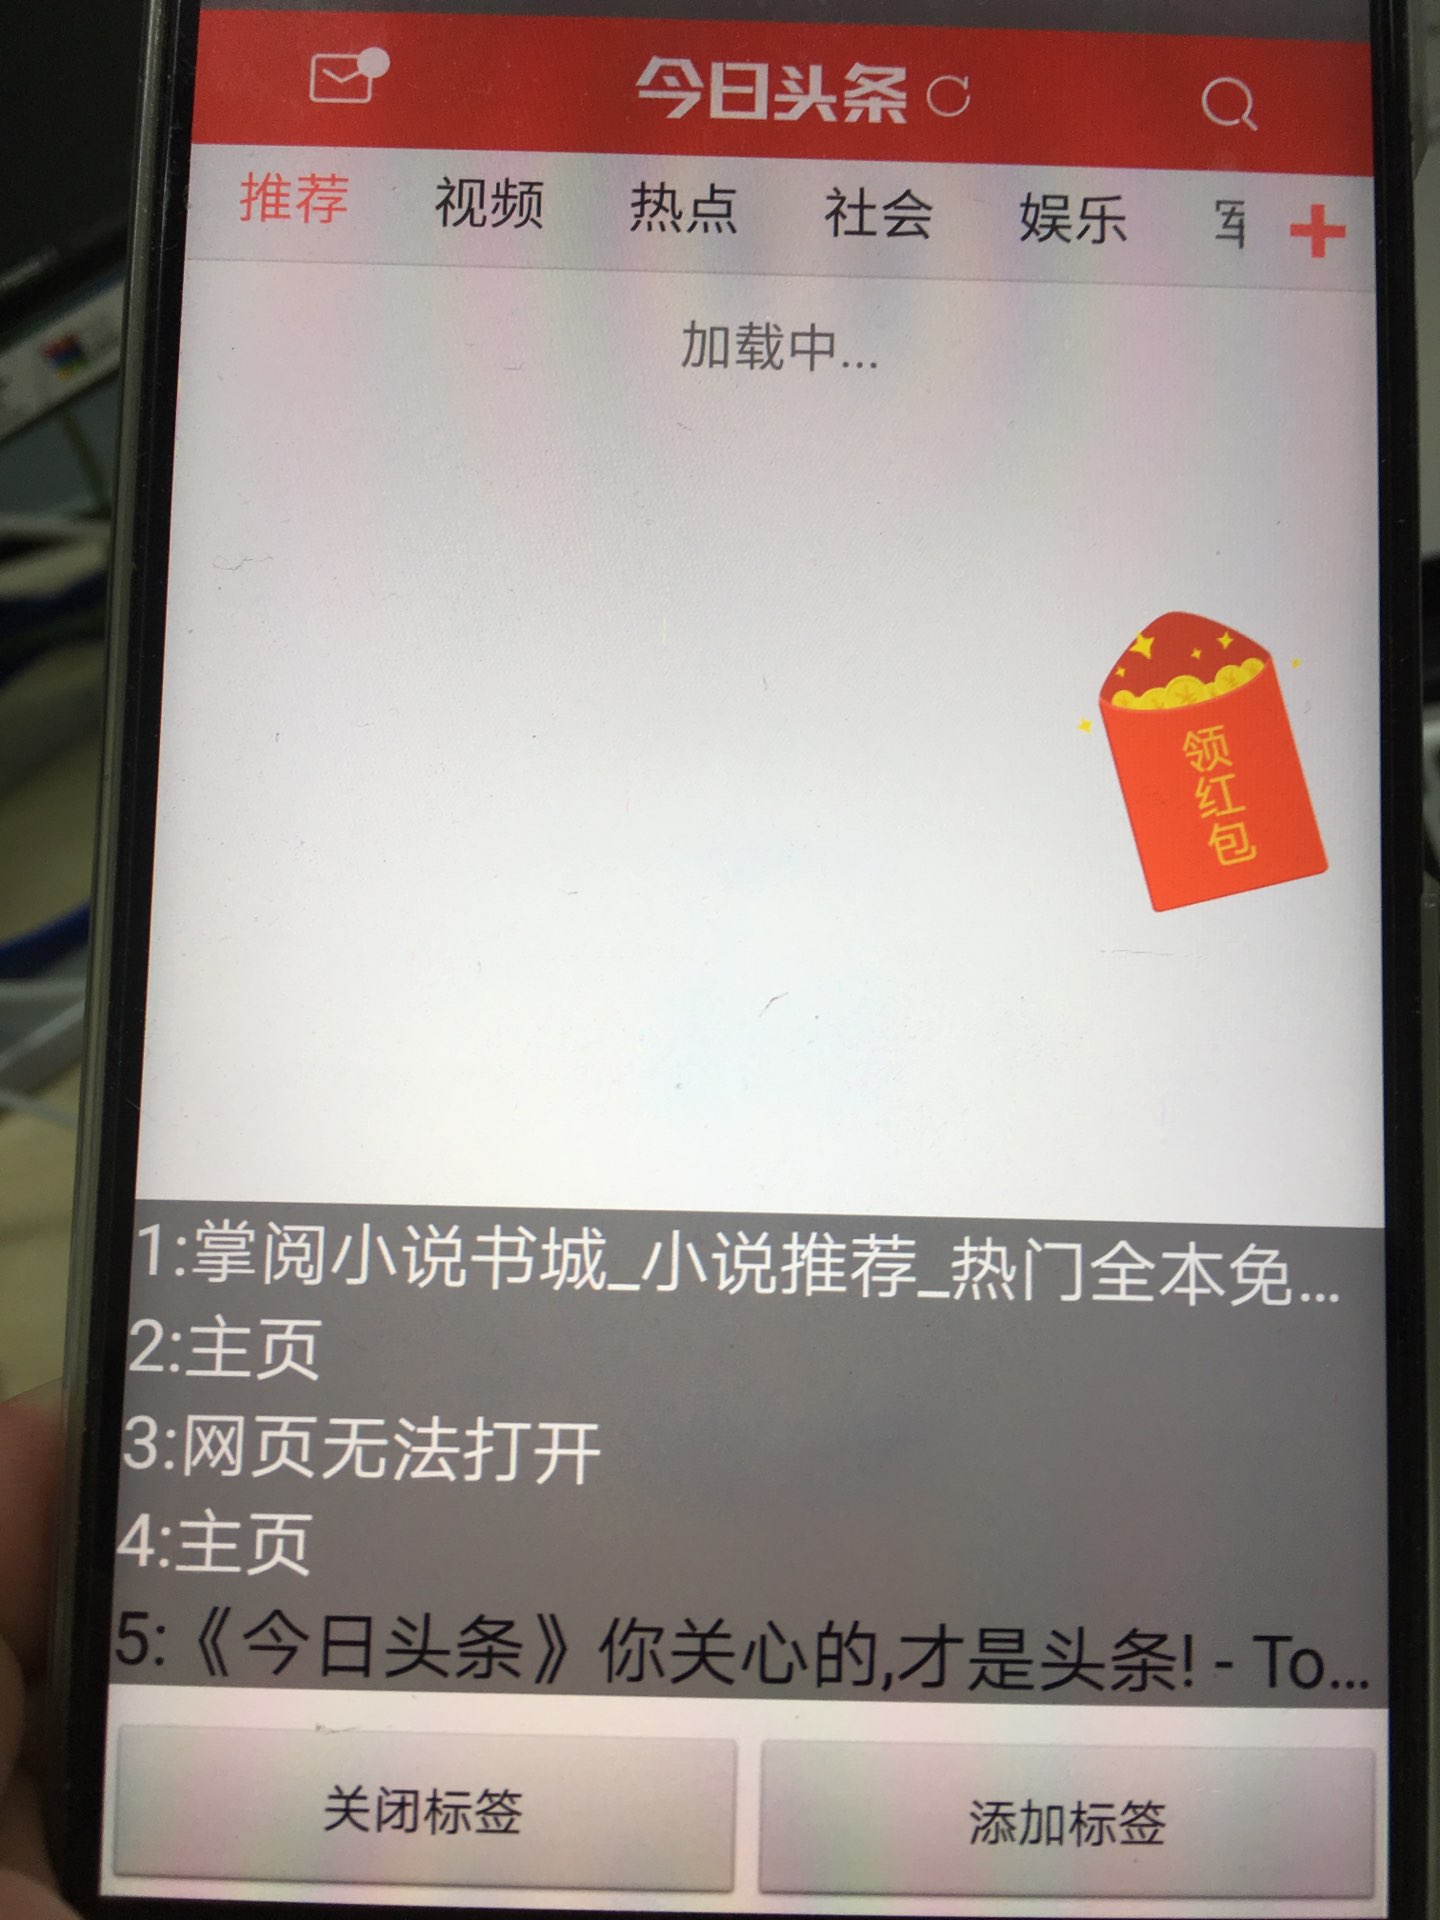 今日头条
推荐 视频 热点 社会 娱乐
加载中...
领红包
1:掌阅小说书城_小说推荐_热门全本免...
2:主页
3:网页无法打开
4:主页
5:《今日头条》你关心的,才是头条! - To...
关闭标签 添加标签